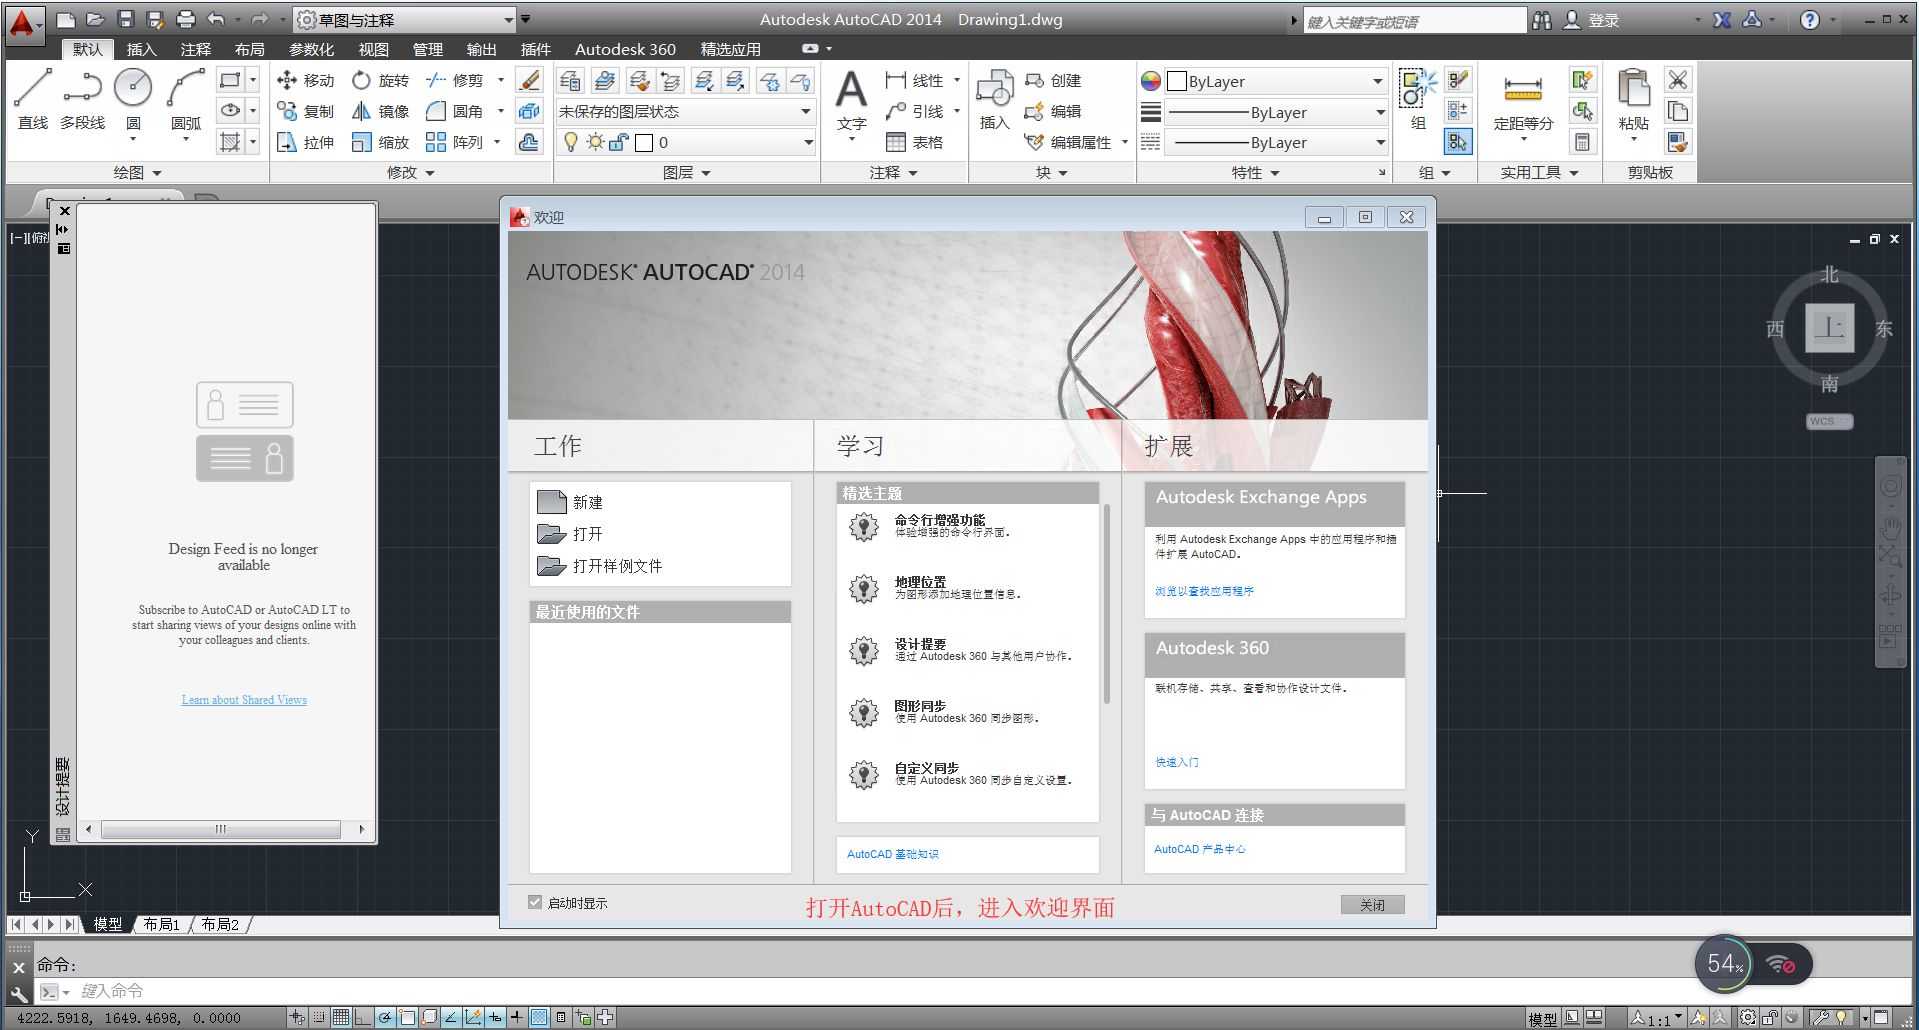 草图与注释
Autodesk AutoCAD 2014 Drawing1.dwg
键入关键字或短语
登录
默认 插入 注释 布局 参数化 视图 管理 输出 插件 Autodesk 360 精选应用
直线 多段线 圆 圆弧
移动 旋转 修剪
复制 镜像 圆角
拉伸 缩放 阵列
未保存的图层状态
0
文字
线性
引线
表格
插入
创建
编辑
编辑属性
ByLayer
ByLayer
ByLayer
组
定距等分
粘贴
绘图 修改 图层 注释 块 特性 组 实用工具 剪贴板
[−][俯视
欢迎
AUTODESK® AUTOCAD® 2014
工作 学习 扩展
新建
打开
打开样例文件
最近使用的文件
精选主题
命令行增强功能
体验增强的命令行界面。
地理位置
为图形添加地理位置信息。
设计提要
通过 Autodesk 360 与其他用户协作。
图形同步
使用 Autodesk 360 同步图形。
自定义同步
使用 Autodesk 360 同步自定义设置。
AutoCAD 基础知识
Autodesk Exchange Apps
利用 Autodesk Exchange Apps 中的应用程序和插
件扩展 AutoCAD。
浏览以查找应用程序
Autodesk 360
联机存储、共享、查看和协作设计文件。
快速入门
与 AutoCAD 连接
AutoCAD 产品中心
启动时显示
打开AutoCAD后，进入欢迎界面
关闭
Design Feed is no longer
available
Subscribe to AutoCAD or AutoCAD LT to
start sharing views of your designs online with
your colleagues and clients.
Learn about Shared Views
设计提要
北
西 上 东
南
WCS
Y
X
模型 布局1 布局2
命令:
键入命令
54%
4222.5918, 1649.4698, 0.0000
模型
1:1